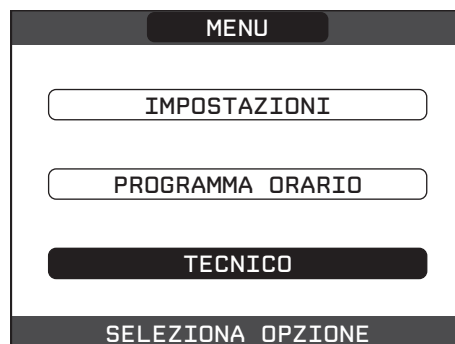 MENU
IMPOSTAZIONI
PROGRAMMA ORARIO
TECNICO
SELEZIONA OPZIONE